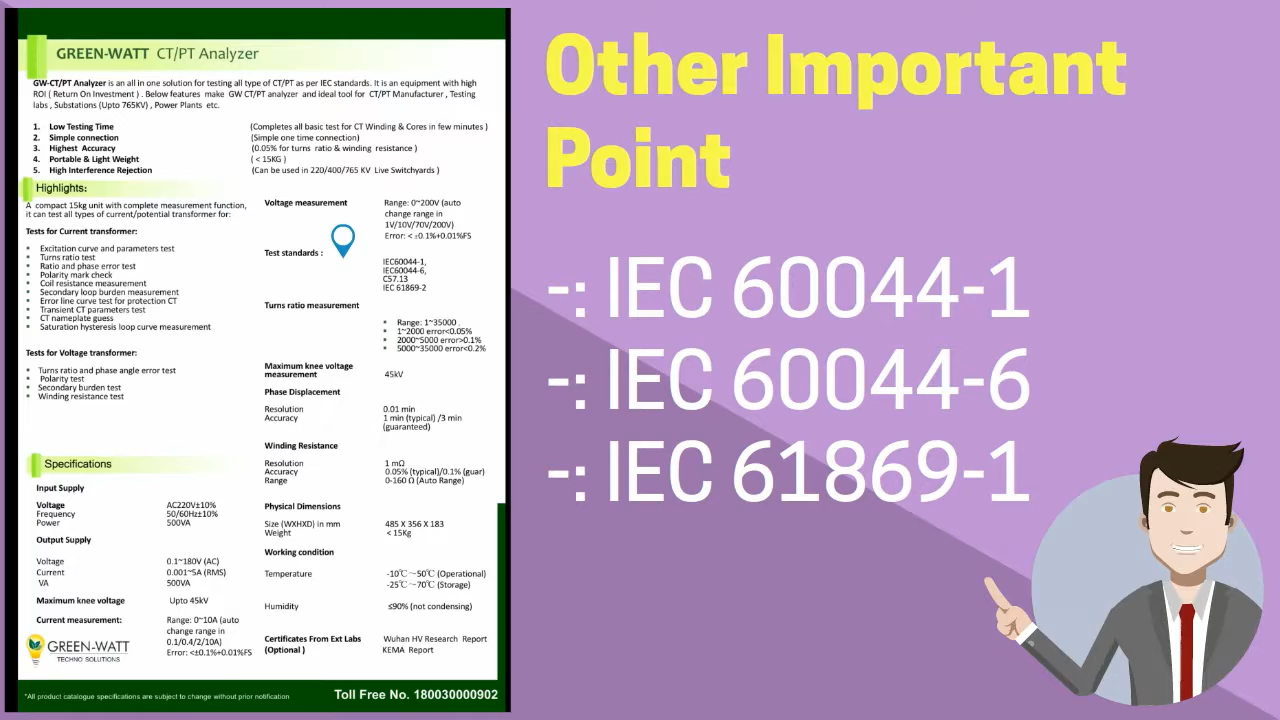 GREEN-WATT CT/PT Analyzer
GW-CT/PT Analyzer is an all in one solution for testing all type of CT/PT as per IEC standards. It is an equipment with high
ROI ( Return On Investment ) . Below features make GW CT/PT analyzer and ideal tool for CT/PT Manufacturer , Testing
labs , Substations (Upto 765KV) , Power Plants etc.
1. Low Testing Time (Completes all basic test for CT Winding & Cores in few minutes )
2. Simple connection (Simple one time connection)
3. Highest Accuracy (0.05% for turns ratio & winding resistance )
4. Portable & Light Weight ( < 15KG )
5. High Interference Rejection (Can be used in 220/400/765 KV Live Switchyards )
Highlights:
A compact 15kg unit with complete measurement function,
it can test all types of current/potential transformer for:
Tests for Current transformer:
▪ Excitation curve and parameters test
▪ Turns ratio test
▪ Ratio and phase error test
▪ Polarity mark check
▪ Coil resistance measurement
▪ Secondary loop burden measurement
▪ Error line curve test for protection CT
▪ Transient CT parameters test
▪ CT nameplate guess
▪ Saturation hysteresis loop curve measurement
Tests for Voltage transformer:
▪ Turns ratio and phase angle error test
▪ Polarity test
▪ Secondary burden test
▪ Winding resistance test
Specifications
Input Supply
Voltage AC220V±10%
Frequency 50/60Hz±10%
Power 500VA
Output Supply
Voltage 0.1~180V (AC)
Current 0.001~5A (RMS)
VA 500VA
Maximum knee voltage Upto 45kV
Current measurement: Range: 0~10A (auto
change range in
0.1/0.4/2/10A)
Error: <±0.1%+0.01%FS
GREEN-WATT
TECHNO SOLUTIONS
Voltage measurement Range: 0~200V (auto
change range in
1V/10V/70V/200V)
Error: < ±0.1%+0.01%FS
Test standards :
IEC60044-1,
IEC60044-6,
C57.13
IEC 61869-2
Turns ratio measurement
▪ Range: 1~35000
▪ 1~2000 error<0.05%
▪ 2000~5000 error>0.1%
▪ 5000~35000 error<0.2%
Maximum knee voltage
measurement 45kV
Phase Displacement
Resolution 0.01 min
Accuracy 1 min (typical) /3 min
(guaranteed)
Winding Resistance
Resolution 1 mΩ
Accuracy 0.05% (typical)/0.1% (guar)
Range 0-160 Ω (Auto Range)
Physical Dimensions
Size (WXHXD) in mm 485 X 356 X 183
Weight < 15Kg
Working condition
Temperature -10℃~50℃ (Operational)
-25℃~70℃ (Storage)
Humidity ≤90% (not condensing)
Certificates From Ext Labs Wuhan HV Research Report
(Optional ) KEMA Report
*All product catalogue specifications are subject to change without prior notification
Toll Free No. 180030000902
Other Important
Point
-: IEC 60044-1
-: IEC 60044-6
-: IEC 61869-1